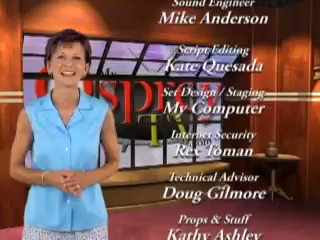 Sound Engineer
Mike Anderson
Script Editing
Kate Quesada
Set Design / Staging
My Computer
Internet Security
Rex Toman
Technical Advisor
Doug Gilmore
Props & Stuff
Kathy Ashley